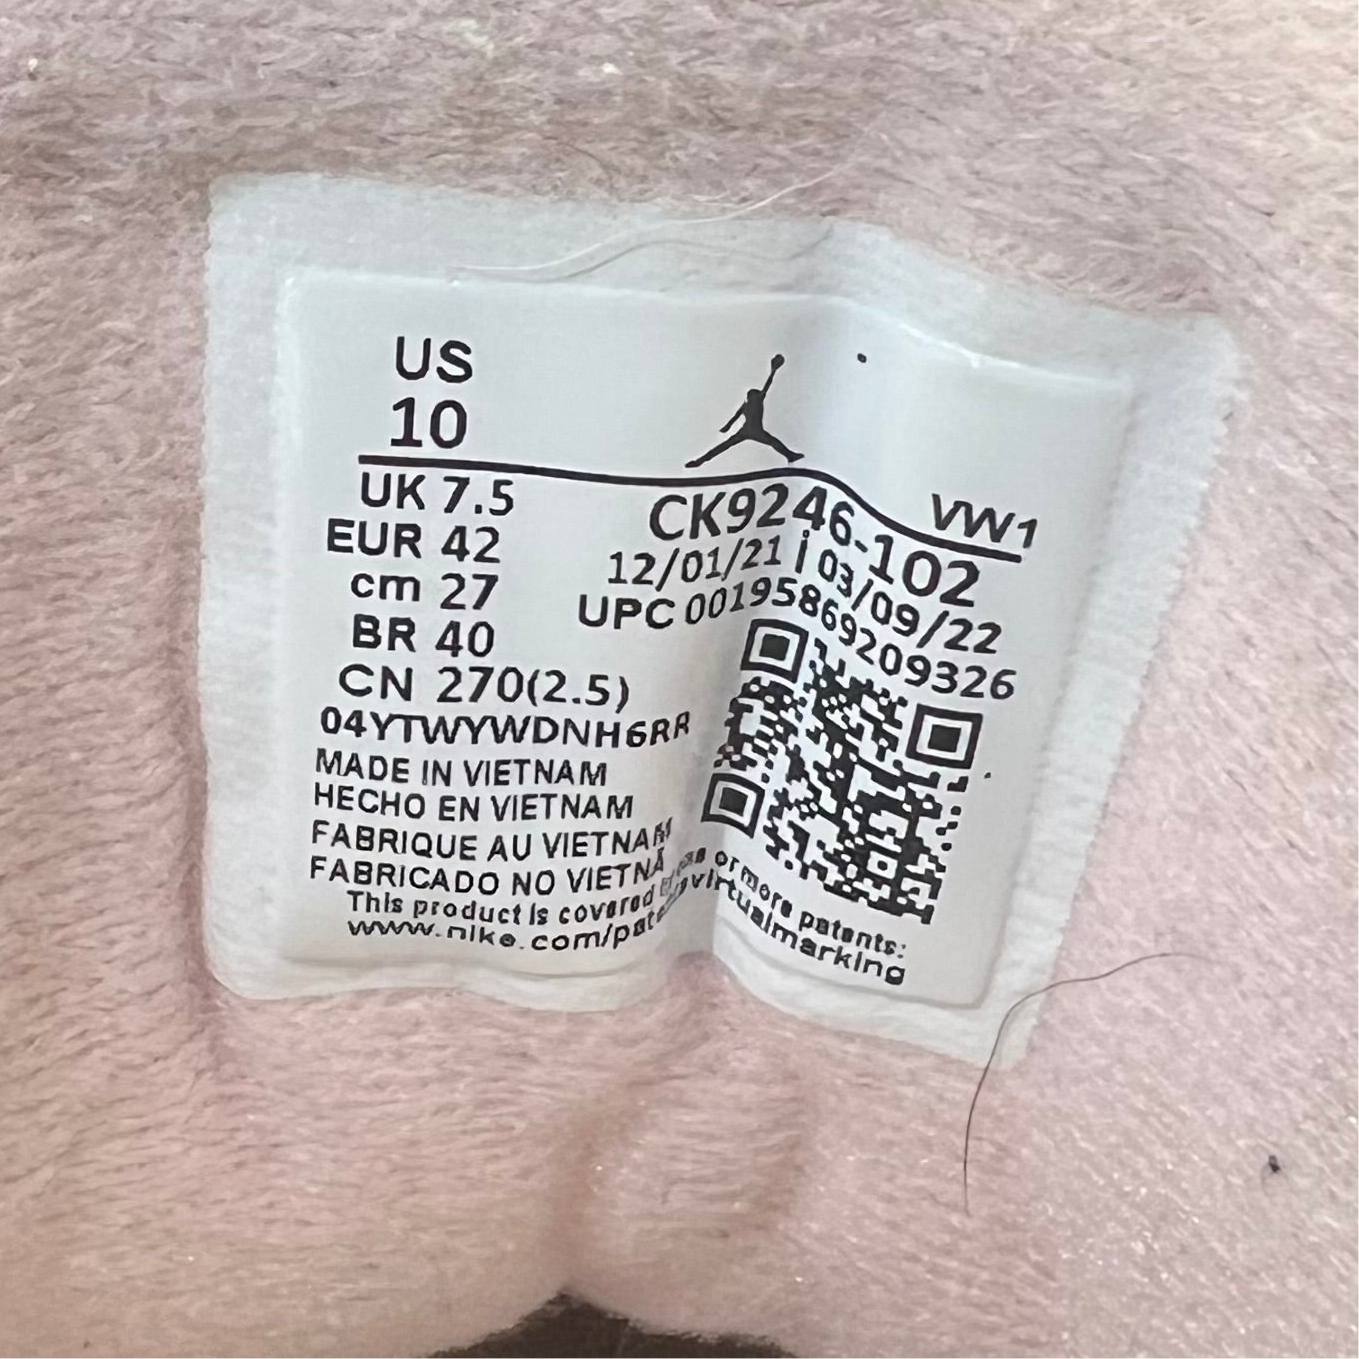 US
10
UK 7.5
EUR 42
cm 27
BR 40
CN 270(2.5)
04YTWYWDNH6RR
MADE IN VIETNAM
HECHO EN VIETNAM
FABRIQUE AU VIETNAM
FABRICADO NO VIETNÃ
This product is covered or more patents:
www.nike.com/patents/virtualmarking
VW1
CK9246-102
12/01/21 | 03/09/22
UPC 00195869209326